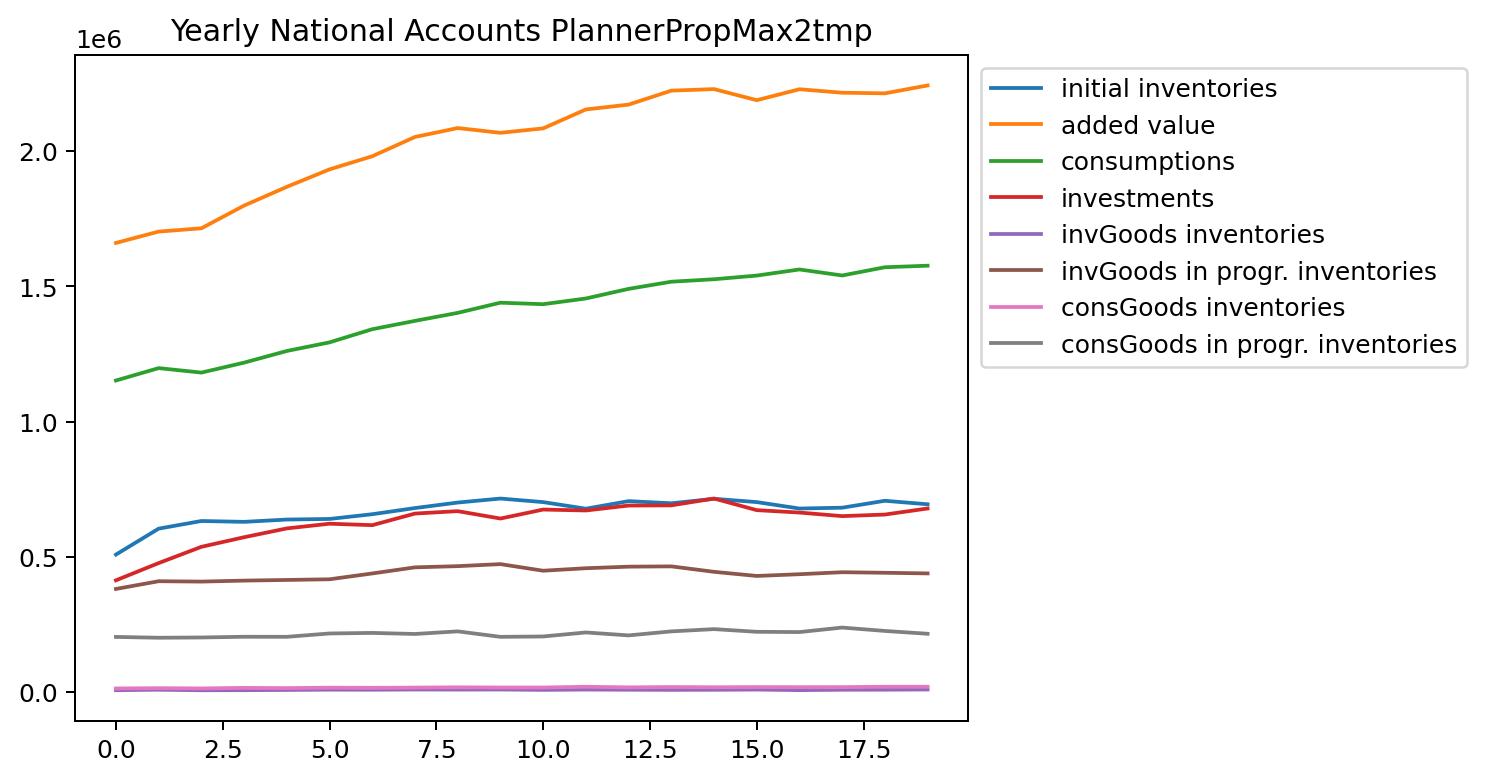 Yearly National Accounts PlannerPropMax2tmp
1e6
2.0
1.5
1.0
0.5
0.0
0.0 2.5 5.0 7.5 10.0 12.5 15.0 17.5
initial inventories
added value
consumptions
investments
invGoods inventories
invGoods in progr. inventories
consGoods inventories
consGoods in progr. inventories